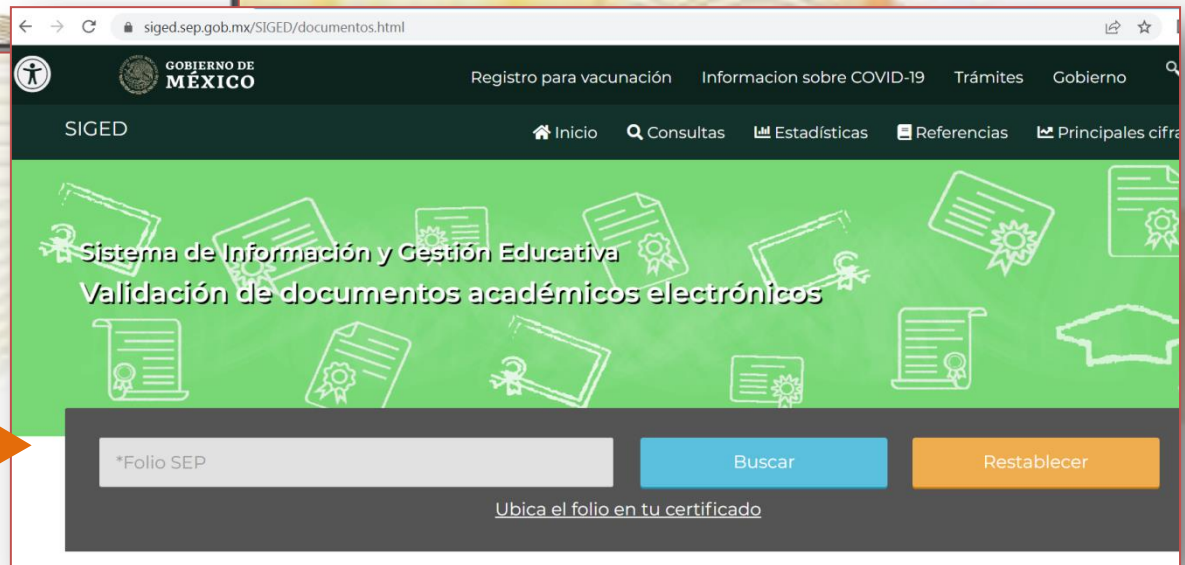 siged.sep.gob.mx/SIGED/documentos.html
GOBIERNO DE
MÉXICO
Registro para vacunación Informacion sobre COVID-19 Trámites Gobierno
SIGED
Inicio Consultas Estadísticas Referencias Principales cifra
Sistema de Información y Gestión Educativa
Validación de documentos académicos electrónicos
*Folio SEP
Buscar
Restablecer
Ubica el folio en tu certificado